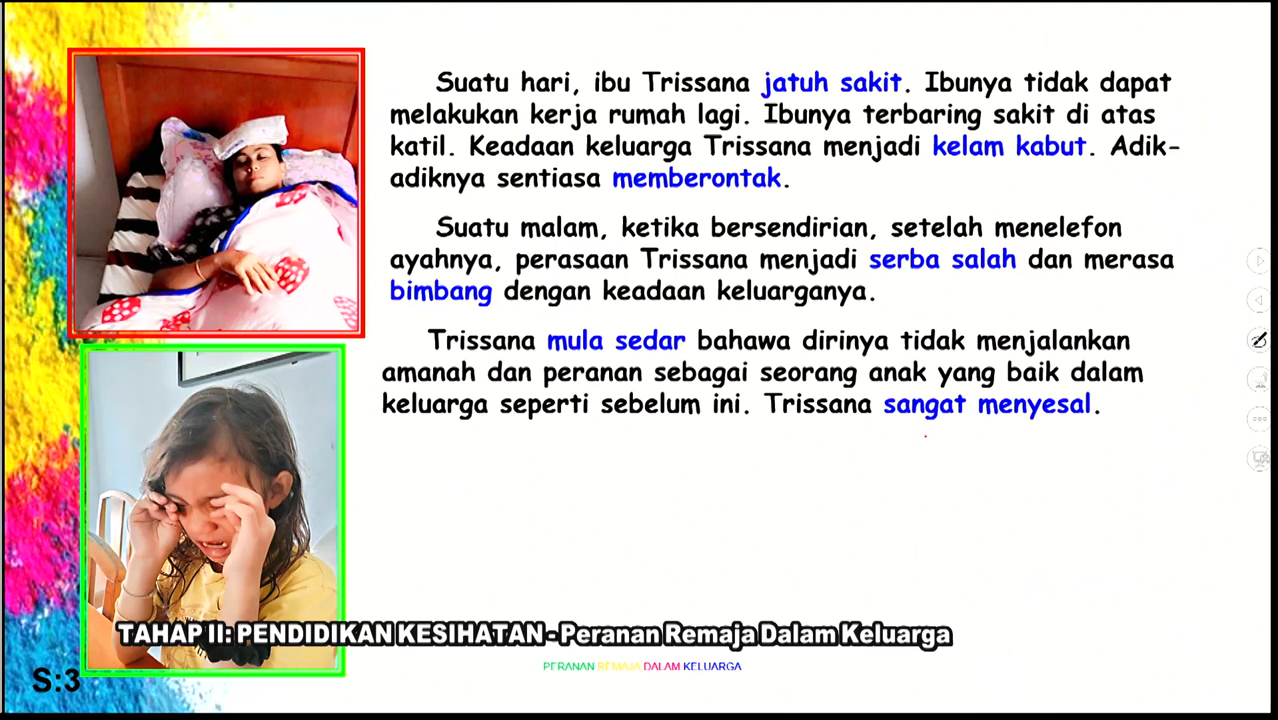 Suatu hari, ibu Trissana jatuh sakit. Ibunya tidak dapat
melakukan kerja rumah lagi. Ibunya terbaring sakit di atas
katil. Keadaan keluarga Trissana menjadi kelam kabut. Adik-
adiknya sentiasa memberontak.
Suatu malam, ketika bersendirian, setelah menelefon
ayahnya, perasaan Trissana menjadi serba salah dan merasa
bimbang dengan keadaan keluarganya.
Trissana mula sedar bahawa dirinya tidak menjalankan
amanah dan peranan sebagai seorang anak yang baik dalam
keluarga seperti sebelum ini. Trissana sangat menyesal.
TAHAP II: PENDIDIKAN KESIHATAN - Peranan Remaja Dalam Keluarga
PERANAN REMAJA DALAM KELUARGA
S:3